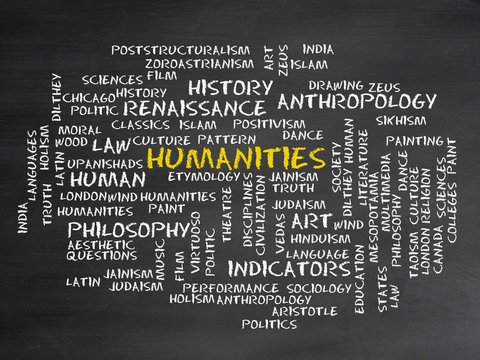 POSTSTRUCTURALISM
ART
ZEUS
INDIA
ZOROASTRIANISM
ISLAM
SCIENCES
FILM
HISTORY
DRAWING
ZEUS
DILTHEY
CHICAGO
HISTORY
RENAISSANCE
ANTHROPOLOGY
POLITIC
CLASSICS
ISLAM
POSITIVISM
SIKHISM
MORAL
DANCE
LANGUAGES
HOLISM
WOOD
LAW
CULTURE
PATTERN
PAINTING
LATIN
UPANISHADS
HUMANITIES
SOCIETY
DILTHEY
HUMAN
LITERATURE
DANCE
PAINT
INDIA
TRUTH
HUMAN
ETYMOLOGY
JAINISM
TRUTH
MULTIMEDIA
CULTURE
SCIENCES
LONDON
WIND
HUMANITIES
DISCIPLINES
CIVILIZATION
JUDAISM
MESOPOTAMIA
PHILOSOPHY
RELIGION
COLLEGES
HUMANITIES
PAINT
THEATRE
VEDAS
ART
WIND
TAOISM
LONDON
CANADA
PHILOSOPHY
VIRTUOSO
HINDUISM
AESTHETIC
MUSIC
POLITIC
LANGUAGE
EDUCATION
QUESTIONS
FILM
INDICATORS
STATES
LAW
LATIN
JAINISM
JUDAISM
PERFORMANCE
SOCIOLOGY
HOLISM
ANTHROPOLOGY
ARISTOTLE
POLITICS